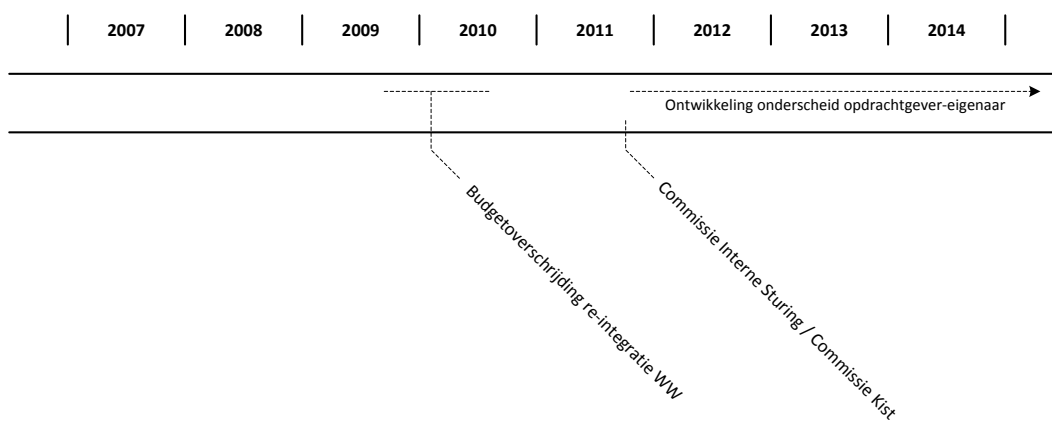 2007 2008 2009 2010 2011 2012 2013 2014
Ontwikkeling onderscheid opdrachtgever-eigenaar
Budgetoverschrijding re-integratie WW
Commissie Interne Sturing / Commissie Kist